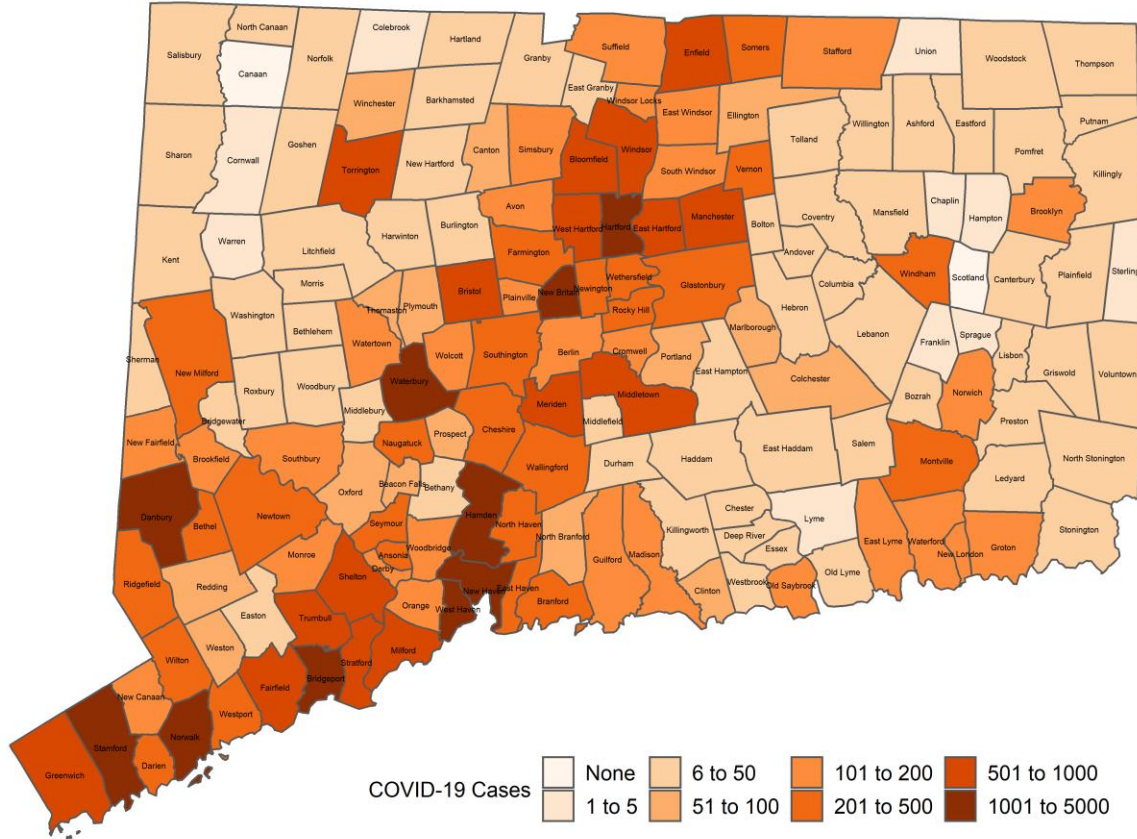 North Canaan
Colebrook
Hartland
Salisbury
Norfolk
Canaan
Granby
Suffield
Enfield
Somers
Stafford
Union
Woodstock
Thompson
East Granby
Windsor Locks
Winchester
Barkhamsted
East Windsor
Ellington
Willington
Ashford
Eastford
Putnam
Sharon
Cornwall
Goshen
Torrington
New Hartford
Canton
Simsbury
Bloomfield
Windsor
South Windsor
Vernon
Tolland
Pomfret
Killingly
Avon
West Hartford
Hartford
East Hartford
Manchester
Bolton
Coventry
Mansfield
Chaplin
Hampton
Brooklyn
Kent
Warren
Litchfield
Harwinton
Burlington
Farmington
Wethersfield
Newington
Glastonbury
Andover
Columbia
Windham
Scotland
Canterbury
Plainfield
Sterling
Morris
Washington
Bethlehem
Thomaston
Plymouth
Bristol
Plainville
New Britain
Rocky Hill
Hebron
Marlborough
Lebanon
Franklin
Sprague
Lisbon
Griswold
Voluntown
Sherman
New Milford
Roxbury
Woodbury
Watertown
Wolcott
Southington
Berlin
Cromwell
Portland
East Hampton
Colchester
Bozrah
Norwich
Preston
Bridgewater
Middlebury
Waterbury
Cheshire
Meriden
Middletown
Middlefield
New Fairfield
Brookfield
Southbury
Naugatuck
Prospect
Wallingford
Durham
Haddam
East Haddam
Salem
Montville
Ledyard
North Stonington
Danbury
Bethel
Newtown
Oxford
Beacon Falls
Bethany
Hamden
North Haven
North Branford
Guilford
Madison
Killingworth
Chester
Deep River
Essex
Lyme
East Lyme
Waterford
New London
Groton
Stonington
Ridgefield
Redding
Monroe
Seymour
Ansonia
Derby
Woodbridge
New Haven
East Haven
Branford
Clinton
Westbrook
Old Saybrook
Old Lyme
Easton
Shelton
Orange
West Haven
Wilton
Weston
Trumbull
Stratford
Milford
New Canaan
Fairfield
Bridgeport
Greenwich
Stamford
Darien
Norwalk
Westport
COVID-19 Cases
None
6 to 50
101 to 200
501 to 1000
1 to 5
51 to 100
201 to 500
1001 to 5000